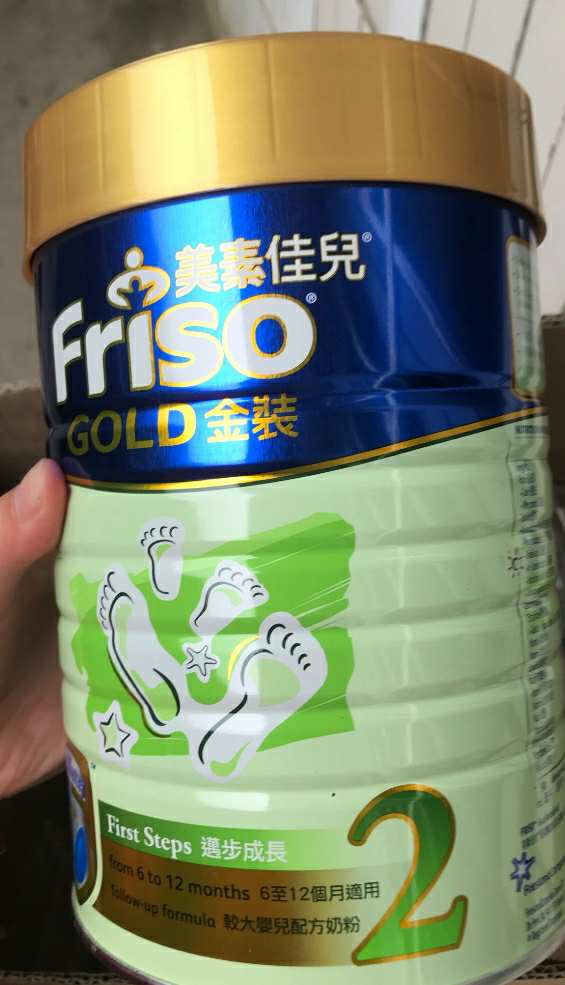 美素佳兒®
Friso®
GOLD 金裝
First Steps 邁步成長
from 6 to 12 months 6至12個月適用
follow-up formula 較大嬰兒配方奶粉
2